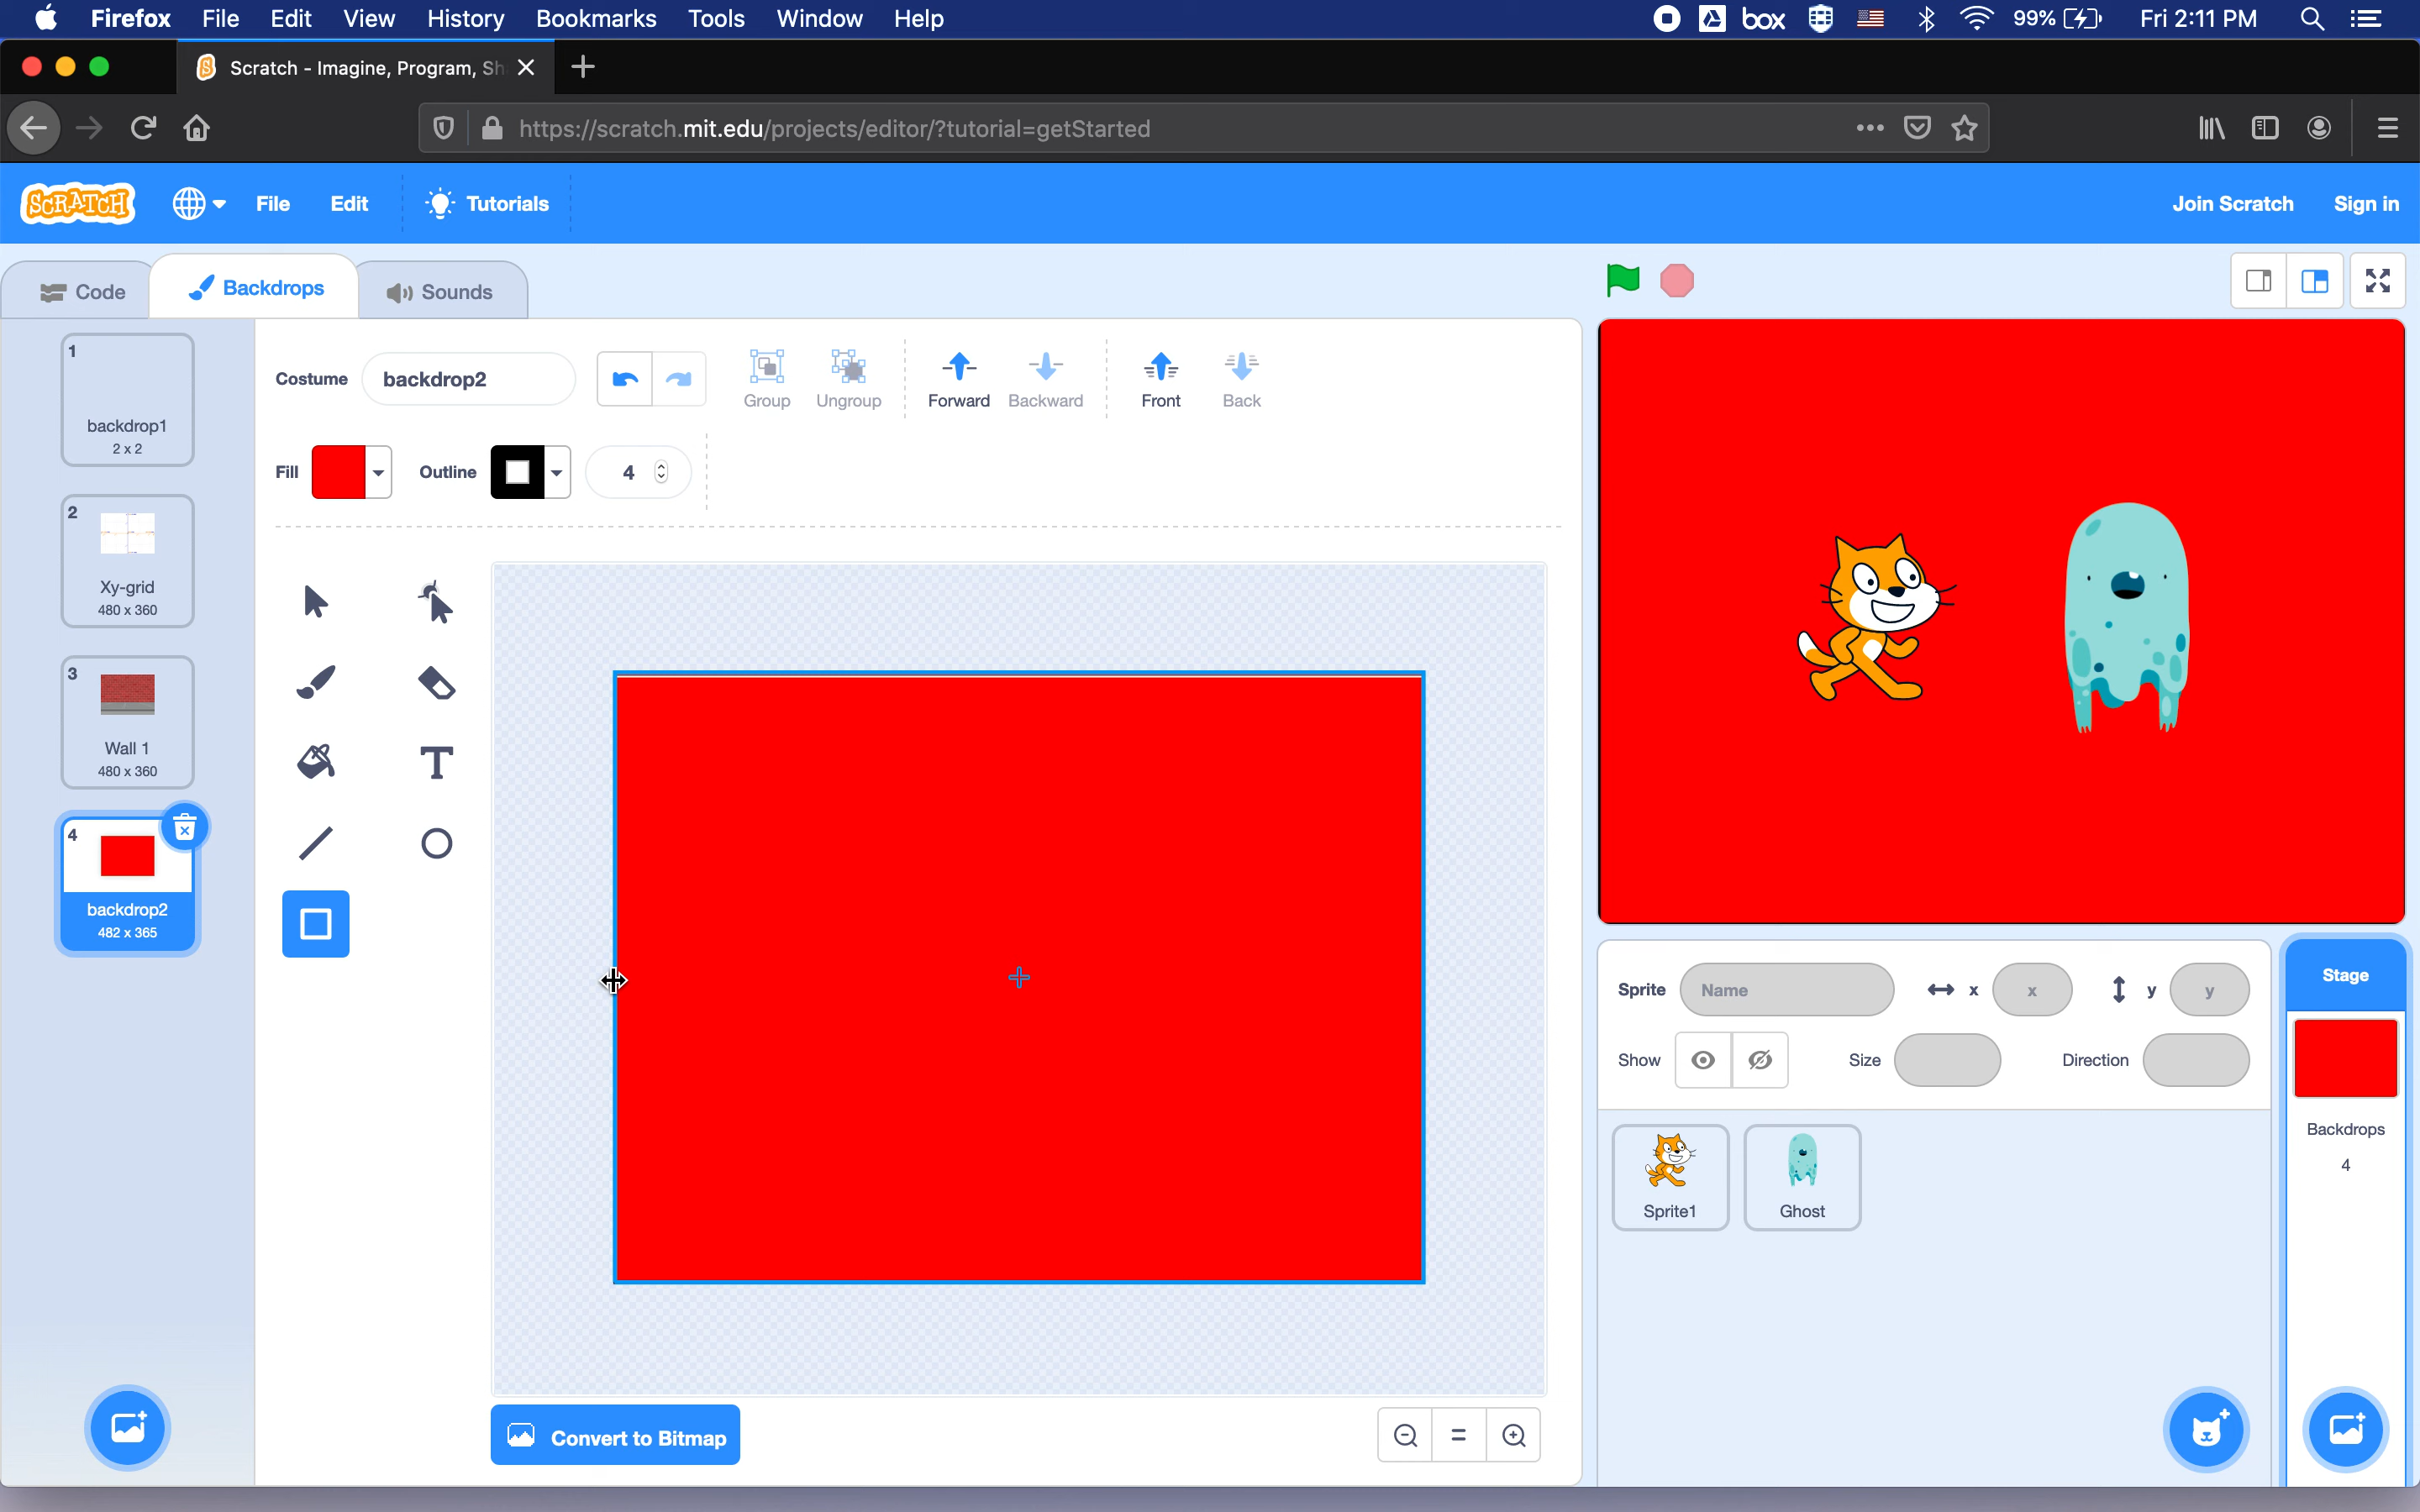 Firefox File Edit View History Bookmarks Tools Window Help box 99% Fri 2:11 PM
Scratch - Imagine, Program, Sh
https://scratch.mit.edu/projects/editor/?tutorial=getStarted
SCRATCH File Edit Tutorials Join Scratch Sign in
Code Backdrops Sounds
1
backdrop1
2 x 2
2
Xy-grid
480 x 360
3
Wall 1
480 x 360
4
backdrop2
482 x 365
Costume backdrop2 Group Ungroup Forward Backward Front Back
Fill Outline 4
T
Convert to Bitmap
Sprite Name x x y y
Show Size Direction
Sprite1 Ghost
Stage
Backdrops
4